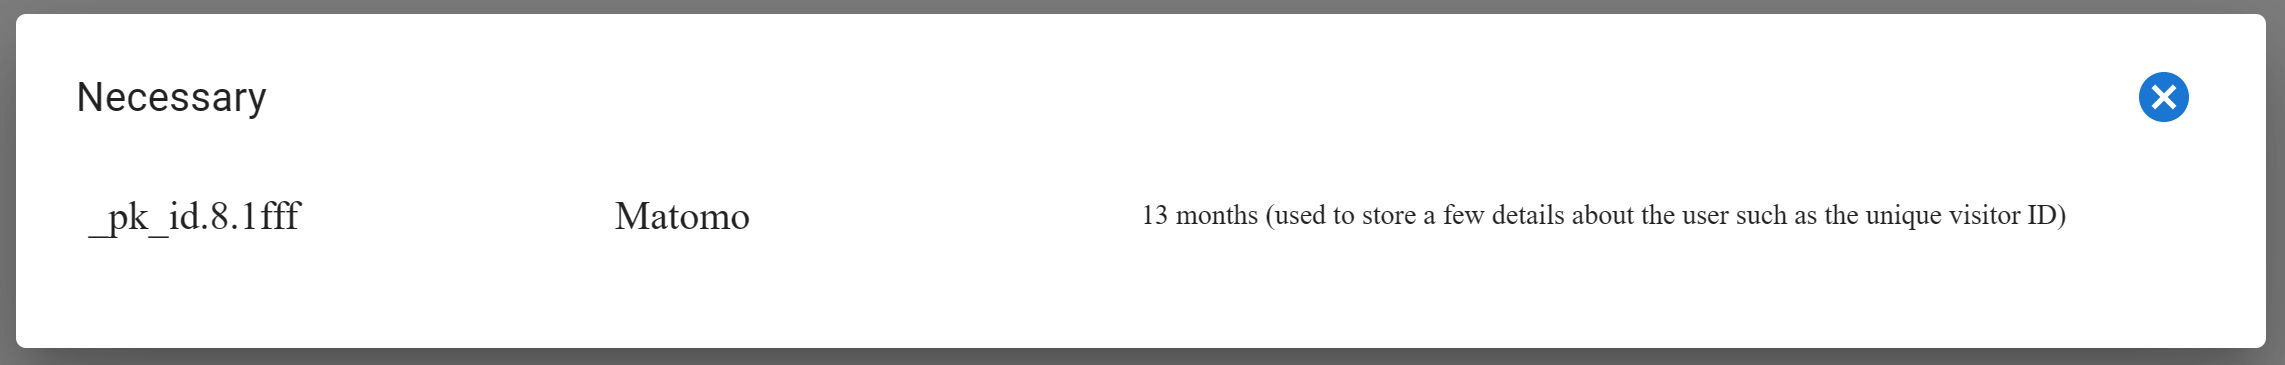 Necessary
_pk_id.8.1fff Matomo 13 months (used to store a few details about the user such as the unique visitor ID)